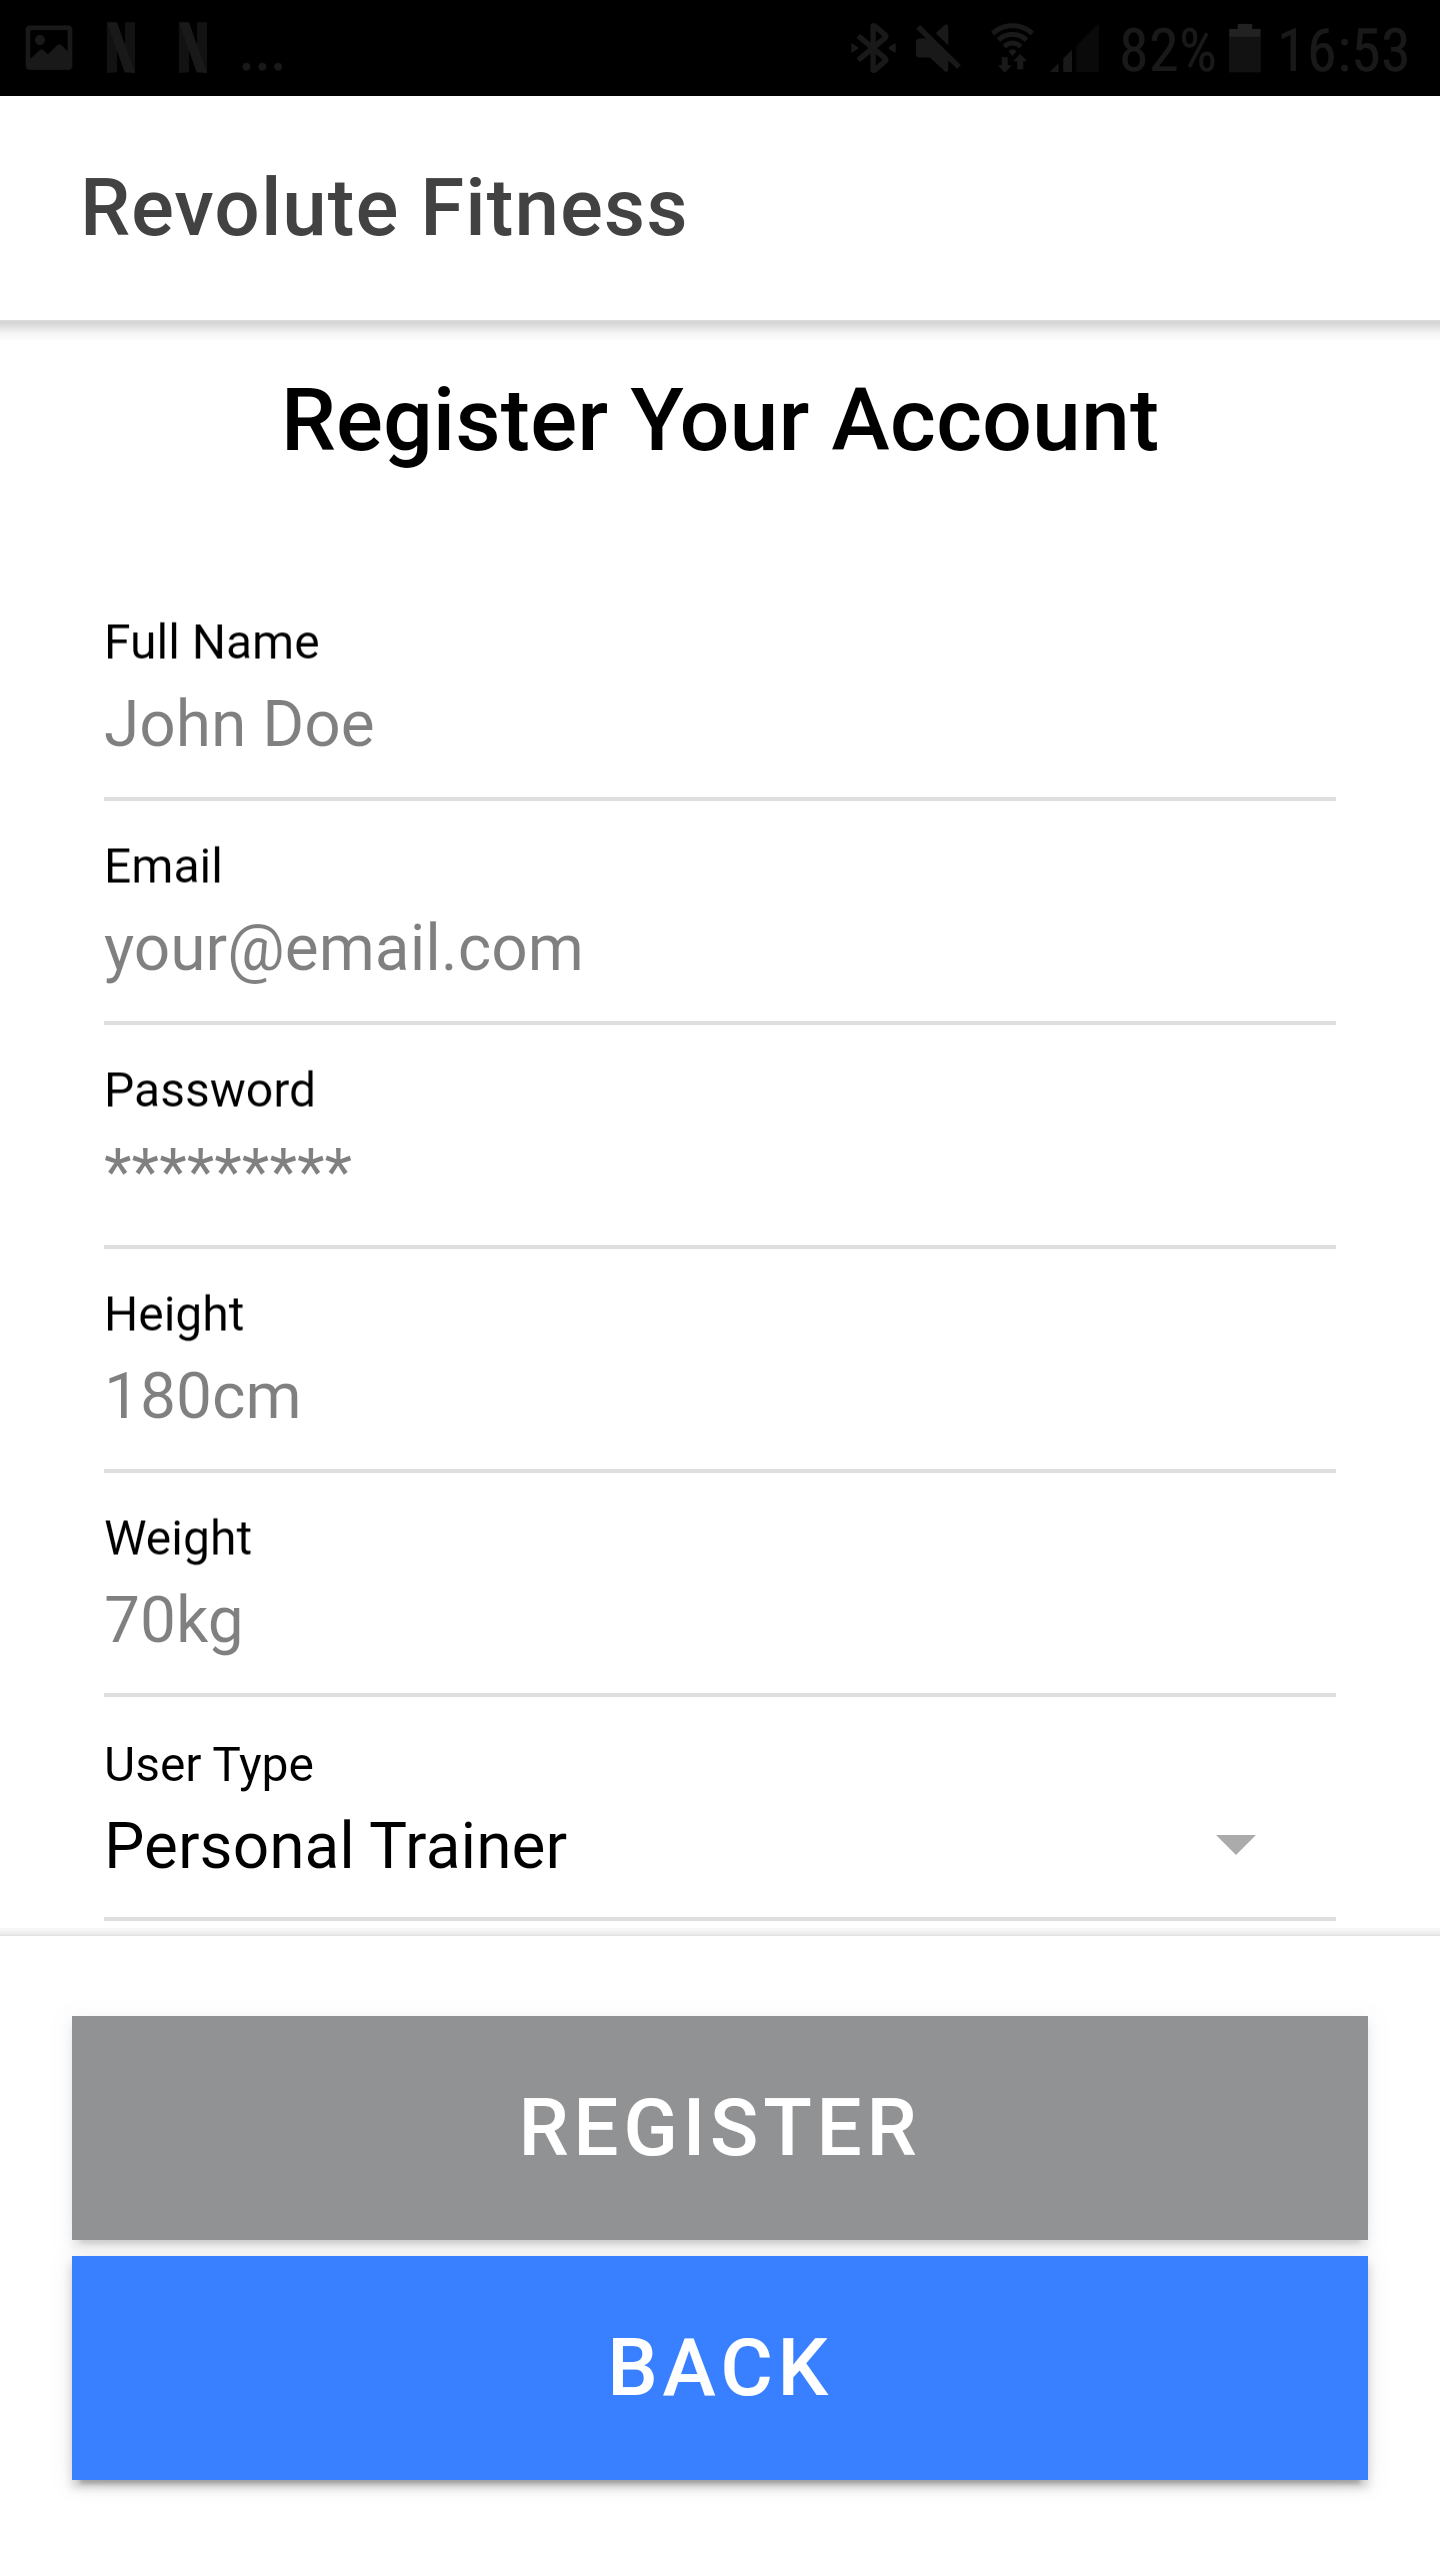 N N ... 82% 16:53
Revolute Fitness
Register Your Account
Full Name
John Doe
Email
your@email.com
Password
*********
Height
180cm
Weight
70kg
User Type
Personal Trainer
REGISTER
BACK